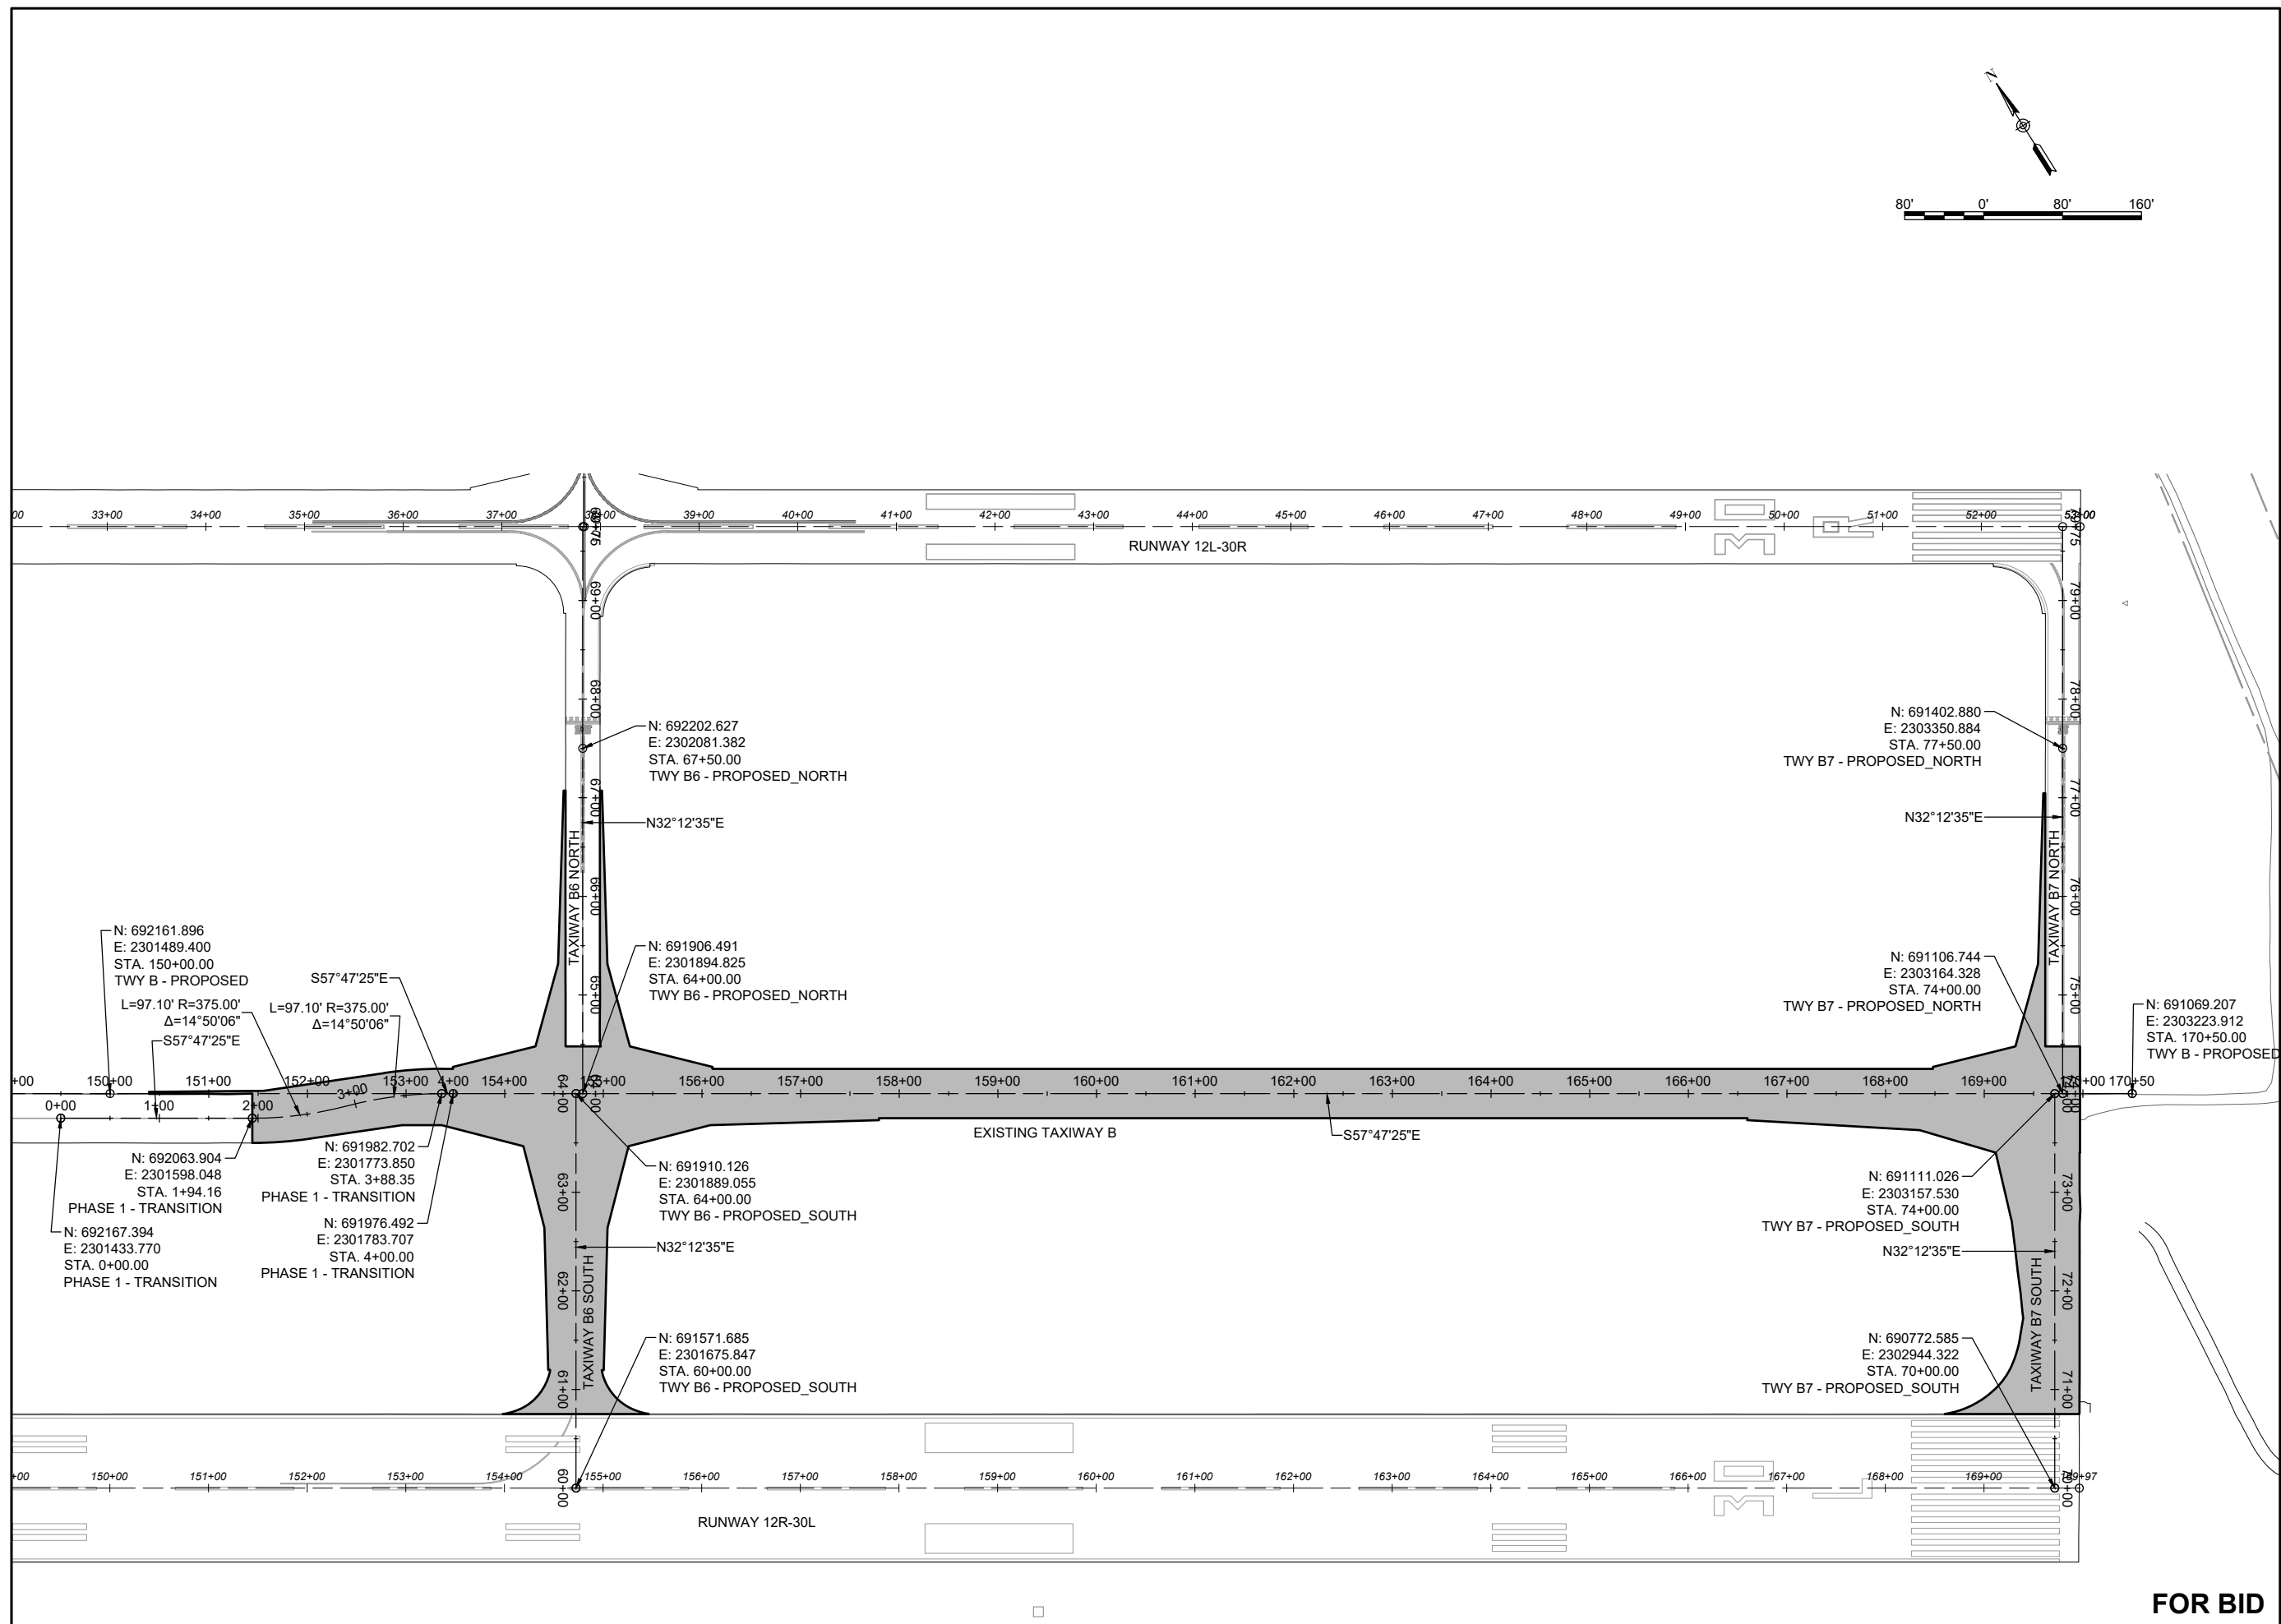 N
80' 0' 80' 160'
00 33+00 34+00 35+00 36+00 37+00 38+00 39+00 40+00 41+00 42+00 43+00 44+00 45+00 46+00 47+00 48+00 49+00 50+00 51+00 52+00 53+00
RUNWAY 12L-30R
69+00
68+00
67+00
66+00
65+00
64+00
79+00
78+00
77+00
76+00
75+00
N: 692202.627
E: 2302081.382
STA. 67+50.00
TWY B6 - PROPOSED_NORTH
N32°12'35"E
TAXIWAY B6 NORTH
N: 691402.880
E: 2303350.884
STA. 77+50.00
TWY B7 - PROPOSED_NORTH
N32°12'35"E
TAXIWAY B7 NORTH
N: 692161.896
E: 2301489.400
STA. 150+00.00
TWY B - PROPOSED
L=97.10' R=375.00'
Δ=14°50'06"
S57°47'25"E
S57°47'25"E
L=97.10' R=375.00'
Δ=14°50'06"
N: 691906.491
E: 2301894.825
STA. 64+00.00
TWY B6 - PROPOSED_NORTH
N: 691106.744
E: 2303164.328
STA. 74+00.00
TWY B7 - PROPOSED_NORTH
N: 691069.207
E: 2303223.912
STA. 170+50.00
TWY B - PROPOSED
+00 150+00 151+00 152+00 153+00 4+00 154+00 155+00 156+00 157+00 158+00 159+00 160+00 161+00 162+00 163+00 164+00 165+00 166+00 167+00 168+00 169+00 170+00 170+50
0+00 1+00 2+00 3+00
EXISTING TAXIWAY B
S57°47'25"E
N: 692063.904
E: 2301598.048
STA. 1+94.16
PHASE 1 - TRANSITION
N: 692167.394
E: 2301433.770
STA. 0+00.00
PHASE 1 - TRANSITION
N: 691982.702
E: 2301773.850
STA. 3+88.35
PHASE 1 - TRANSITION
N: 691976.492
E: 2301783.707
STA. 4+00.00
PHASE 1 - TRANSITION
64+00
63+00
62+00
61+00
60+00
N: 691910.126
E: 2301889.055
STA. 64+00.00
TWY B6 - PROPOSED_SOUTH
N32°12'35"E
TAXIWAY B6 SOUTH
N: 691571.685
E: 2301675.847
STA. 60+00.00
TWY B6 - PROPOSED_SOUTH
N: 691111.026
E: 2303157.530
STA. 74+00.00
TWY B7 - PROPOSED_SOUTH
N32°12'35"E
TAXIWAY B7 SOUTH
73+00
72+00
71+00
70+00
N: 690772.585
E: 2302944.322
STA. 70+00.00
TWY B7 - PROPOSED_SOUTH
+00 150+00 151+00 152+00 153+00 154+00 155+00 156+00 157+00 158+00 159+00 160+00 161+00 162+00 163+00 164+00 165+00 166+00 167+00 168+00 169+00 169+97
RUNWAY 12R-30L
FOR BID